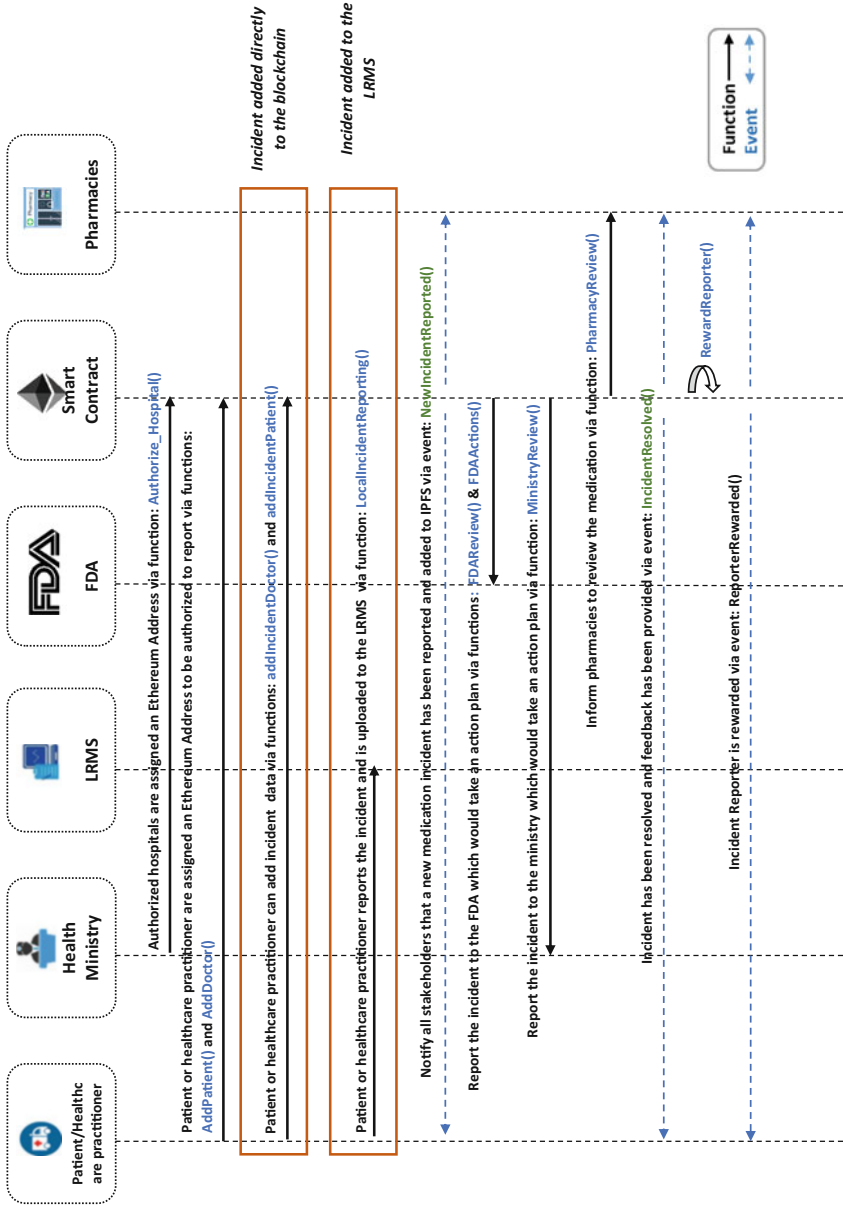 Patient/Healthc
are practitioner
Health
Ministry
LRMS
FDA
FDA
Smart
Contract
Pharmacy
Pharmacies
Authorized hospitals are assigned an Ethereum Address via function: Authorize_Hospital()
Patient or healthcare practitioner are assigned an Ethereum Address to be authorized to report via functions:
AddPatient() and AddDoctor()
Incident added directly
to the blockchain
Patient or healthcare practitioner can add incident data via functions: addIncidentDoctor() and addIncidentPatient()
Incident added to the
LRMS
Patient or healthcare practitioner reports the incident and is uploaded to the LRMS via function: LocalIncidentReporting()
Notify all stakeholders that a new medication incident has been reported and added to IPFS via event: NewIncidentReported()
Report the incident to the FDA which would take an action plan via functions: FDAReview() & FDAActions()
Report the incident to the ministry which would take an action plan via function: MinistryReview()
Inform pharmacies to review the medication via function: PharmacyReview()
Incident has been resolved and feedback has been provided via event: IncidentResolved()
RewardReporter()
Incident Reporter is rewarded via event: ReporterRewarded()
Function
Event